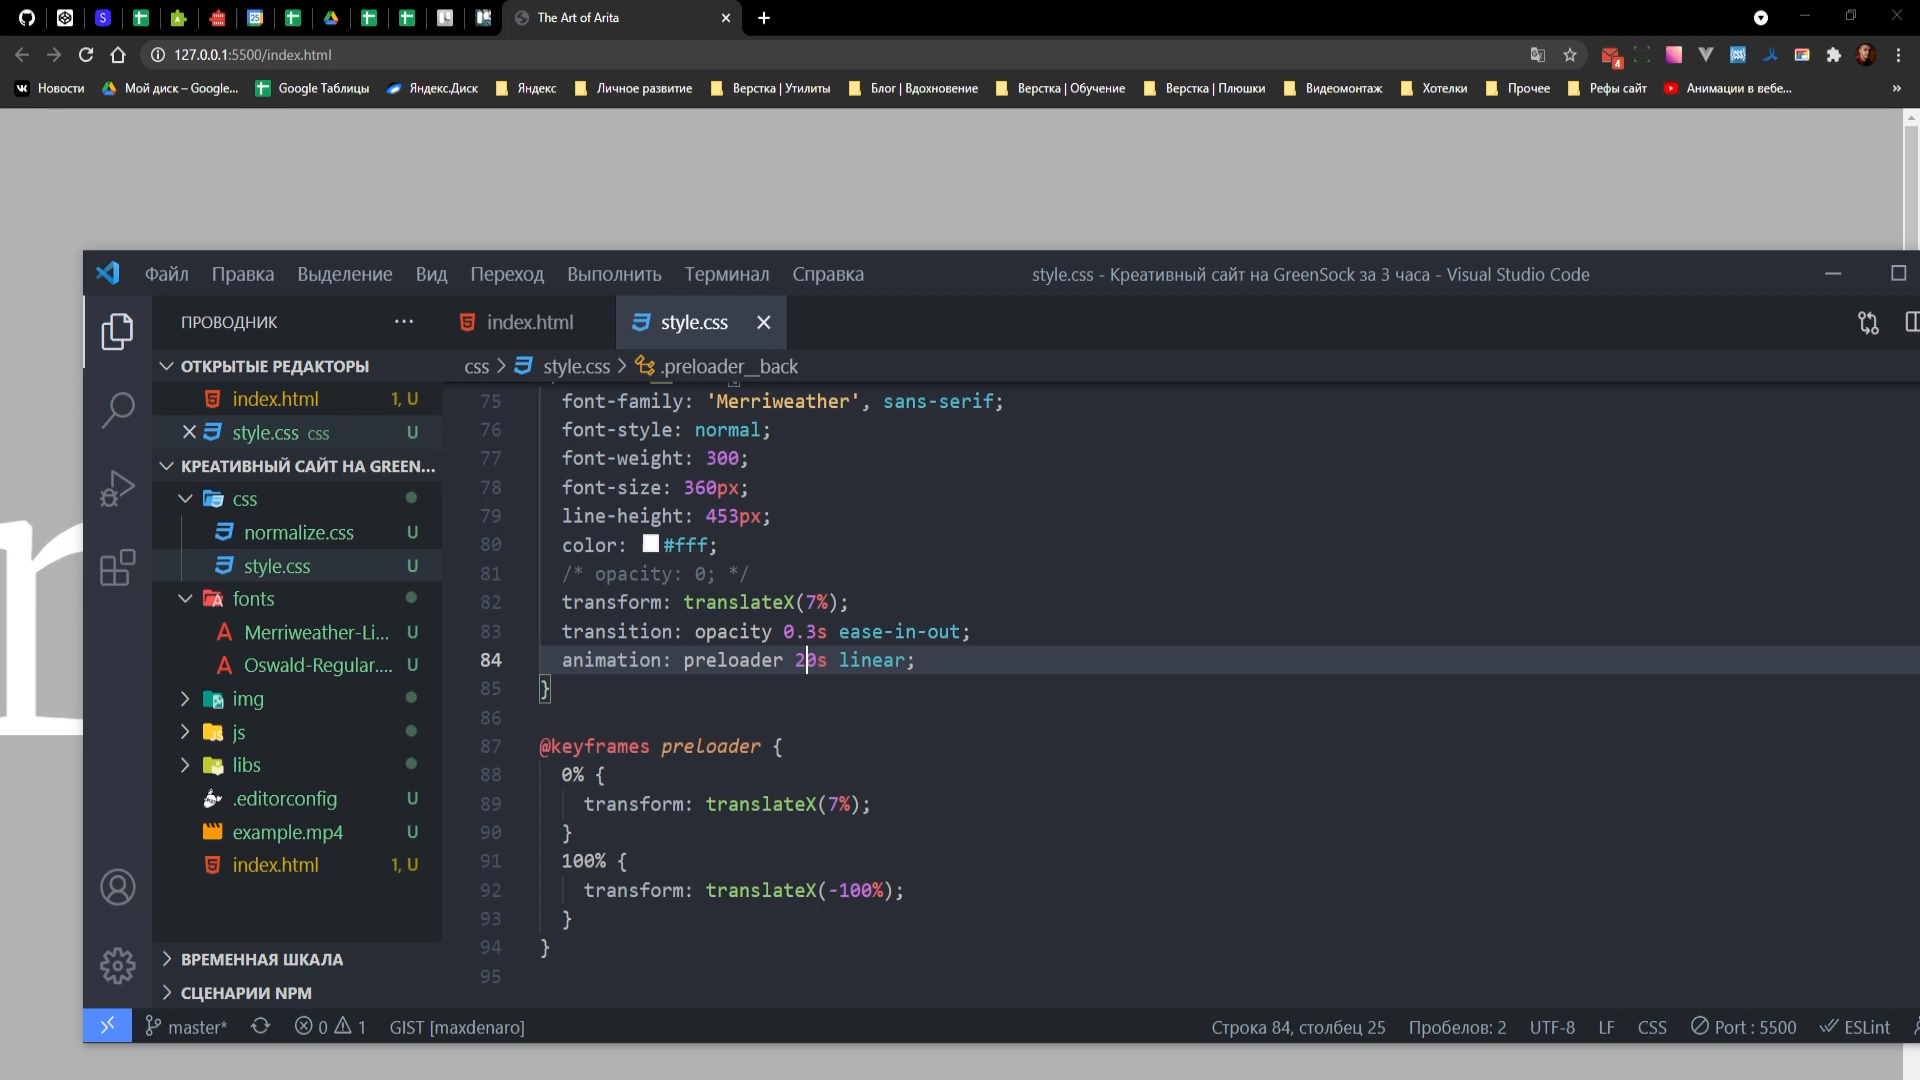 The Art of Arita
127.0.0.1:5500/index.html
4
Новости
Мой диск – Google...
Google Таблицы
Яндекс.Диск
Яндекс
Личное развитие
Верстка | Утилиты
Блог | Вдохновение
Верстка | Обучение
Верстка | Плюшки
Видеомонтаж
Хотелки
Прочее
Рефы сайт
Анимации в вебе...
Файл Правка Выделение Вид Переход Выполнить Терминал Справка
style.css - Креативный сайт на GreenSock за 3 часа - Visual Studio Code
ПРОВОДНИК
index.html
style.css
ОТКРЫТЫЕ РЕДАКТОРЫ
index.html 1, U
style.css css U
КРЕАТИВНЫЙ САЙТ НА GREEN...
css
normalize.css U
style.css U
fonts
Merriweather-Li... U
Oswald-Regular.... U
img
js
libs
.editorconfig U
example.mp4 U
index.html 1, U
ВРЕМЕННАЯ ШКАЛА
СЦЕНАРИИ NPM
css > style.css > .preloader__back
75 font-family: 'Merriweather', sans-serif;
76 font-style: normal;
77 font-weight: 300;
78 font-size: 360px;
79 line-height: 453px;
80 color: #fff;
81 /* opacity: 0; */
82 transform: translateX(7%);
83 transition: opacity 0.3s ease-in-out;
84 animation: preloader 20s linear;
85 }
86
87 @keyframes preloader {
88 0% {
89 transform: translateX(7%);
90 }
91 100% {
92 transform: translateX(-100%);
93 }
94 }
95
master* 0 1 GIST [maxdenaro]
Строка 84, столбец 25 Пробелов: 2 UTF-8 LF CSS Port : 5500 ESLint